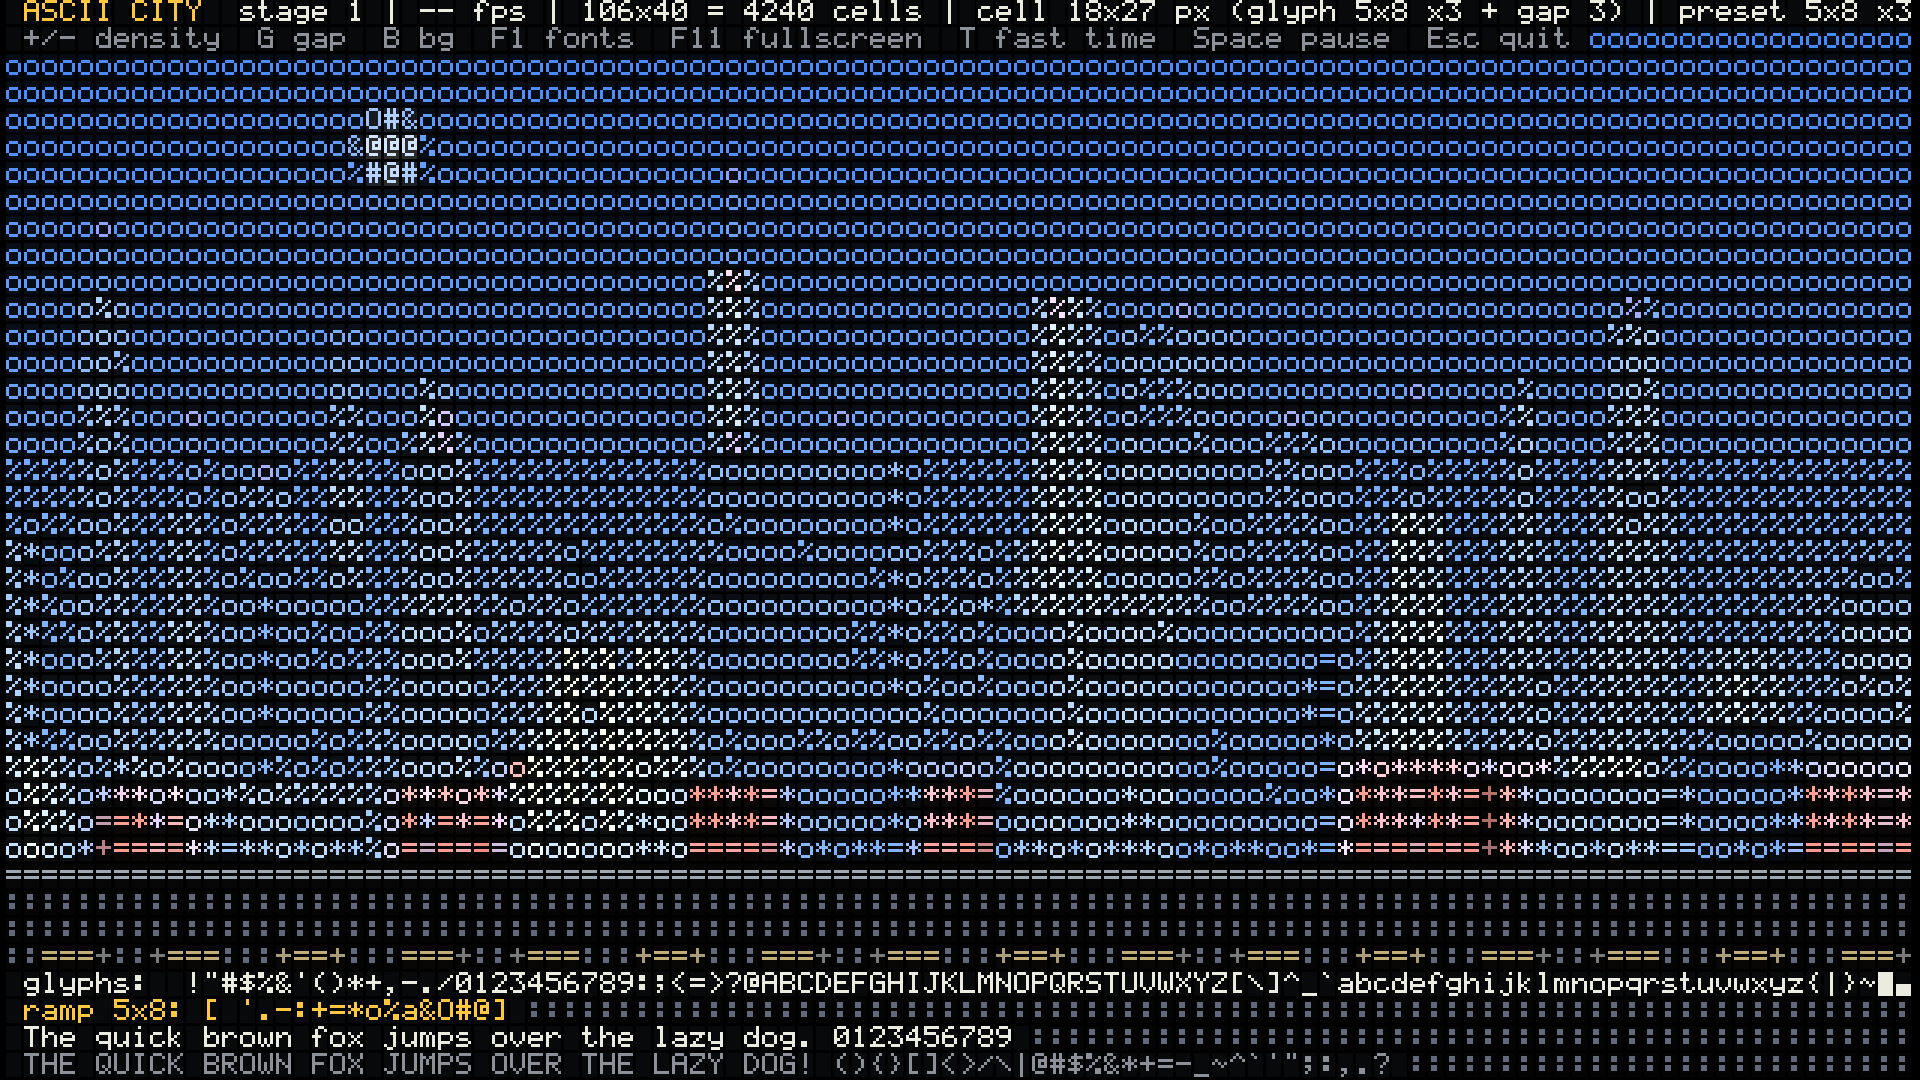 ASCII CITY  stage 1 | -- fps | 106x40 = 4240 cells | cell 18x27 px (glyph 5x8 x3 + gap 3) | preset 5x8 x3
+/- density  G gap  B bg  F1 fonts  F11 fullscreen  T fast time  Space pause  Esc quit
glyphs:  !"#$%&'()*+,-./0123456789:;<=>?@ABCDEFGHIJKLMNOPQRSTUVWXYZ[\]^_`abcdefghijklmnopqrstuvwxyz{|}~
ramp 5x8: [ '.-:+=*o%a&O#@]
The quick brown fox jumps over the lazy dog. 0123456789
THE QUICK BROWN FOX JUMPS OVER THE LAZY DOG! (){}[]<>/\|@#$%&*+=-_~^`'";:,.?